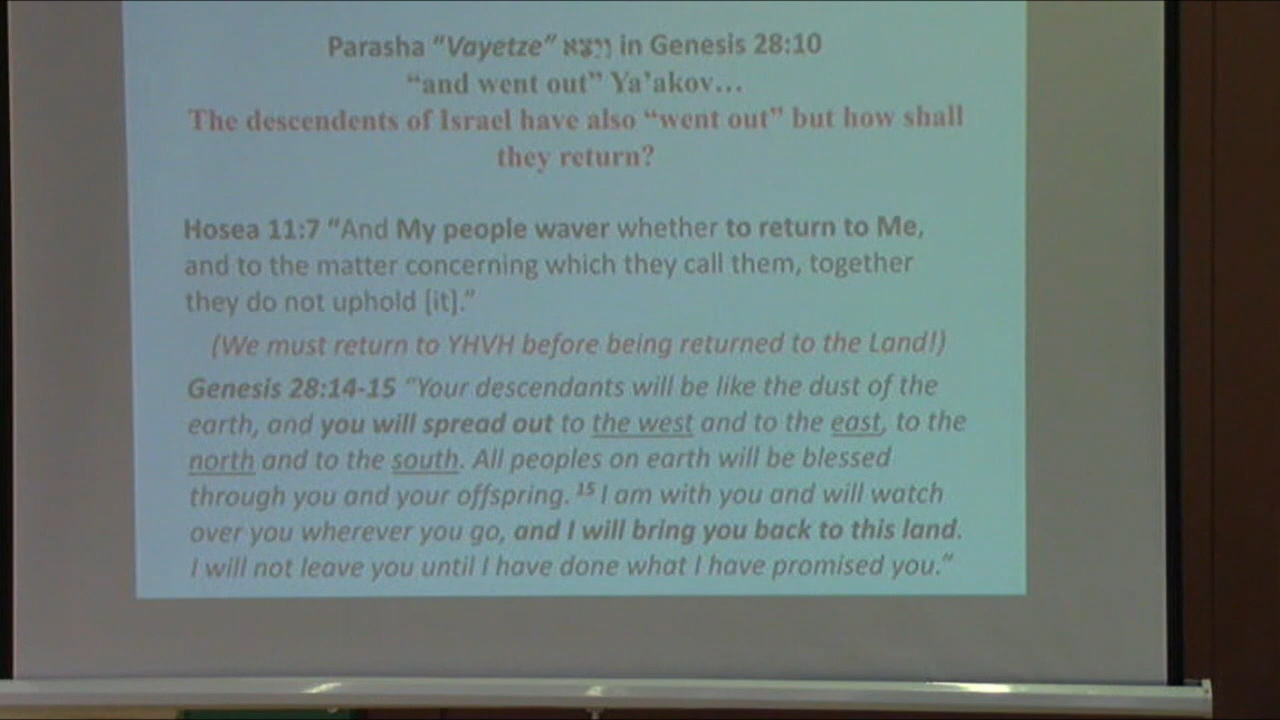 Parasha “Vayetze” וַיֵּצֵא in Genesis 28:10
“and went out” Ya’akov…
The descendents of Israel have also “went out” but how shall
they return?
Hosea 11:7 “And My people waver whether to return to Me,
and to the matter concerning which they call them, together
they do not uphold [it].”
(We must return to YHVH before being returned to the Land!)
Genesis 28:14-15 “Your descendants will be like the dust of the
earth, and you will spread out to the west and to the east, to the
north and to the south. All peoples on earth will be blessed
through you and your offspring. 15 I am with you and will watch
over you wherever you go, and I will bring you back to this land.
I will not leave you until I have done what I have promised you.”